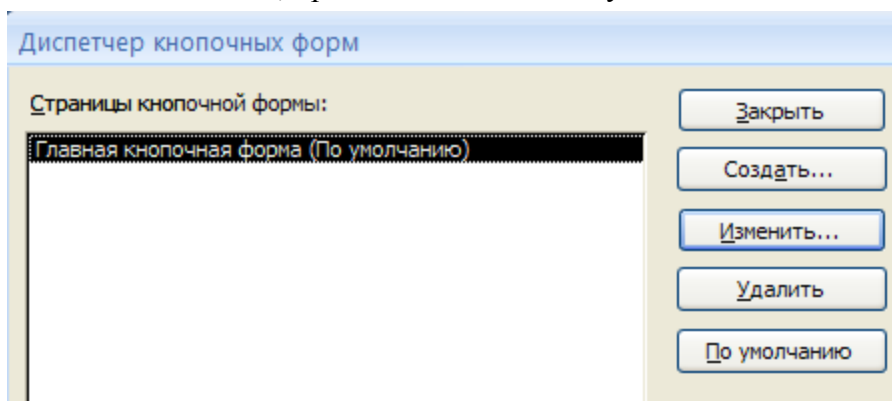 Диспетчер кнопочных форм
Страницы кнопочной формы:
Главная кнопочная форма (По умолчанию)
Закрыть
Создать...
Изменить...
Удалить
По умолчанию